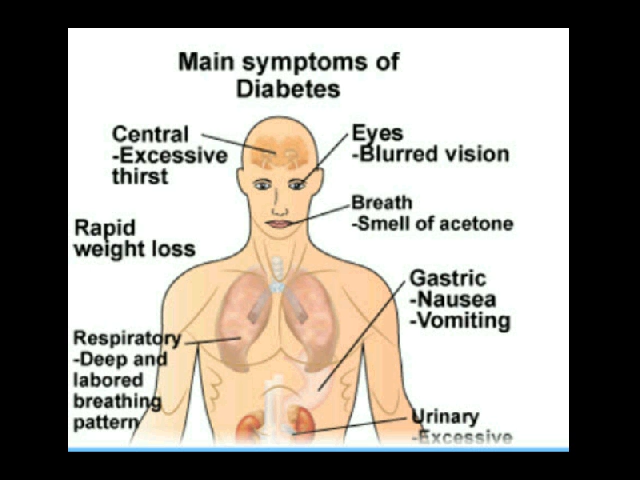 Main symptoms of
Diabetes
Central
-Excessive
thirst
Eyes
-Blurred vision
Breath
-Smell of acetone
Rapid
weight loss
Gastric
-Nausea
-Vomiting
Respiratory
-Deep and
labored
breathing
pattern
Urinary
-Excessive